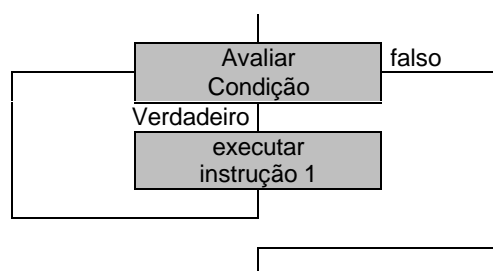 Avaliar
Condição
falso
Verdadeiro
executar
instrução 1